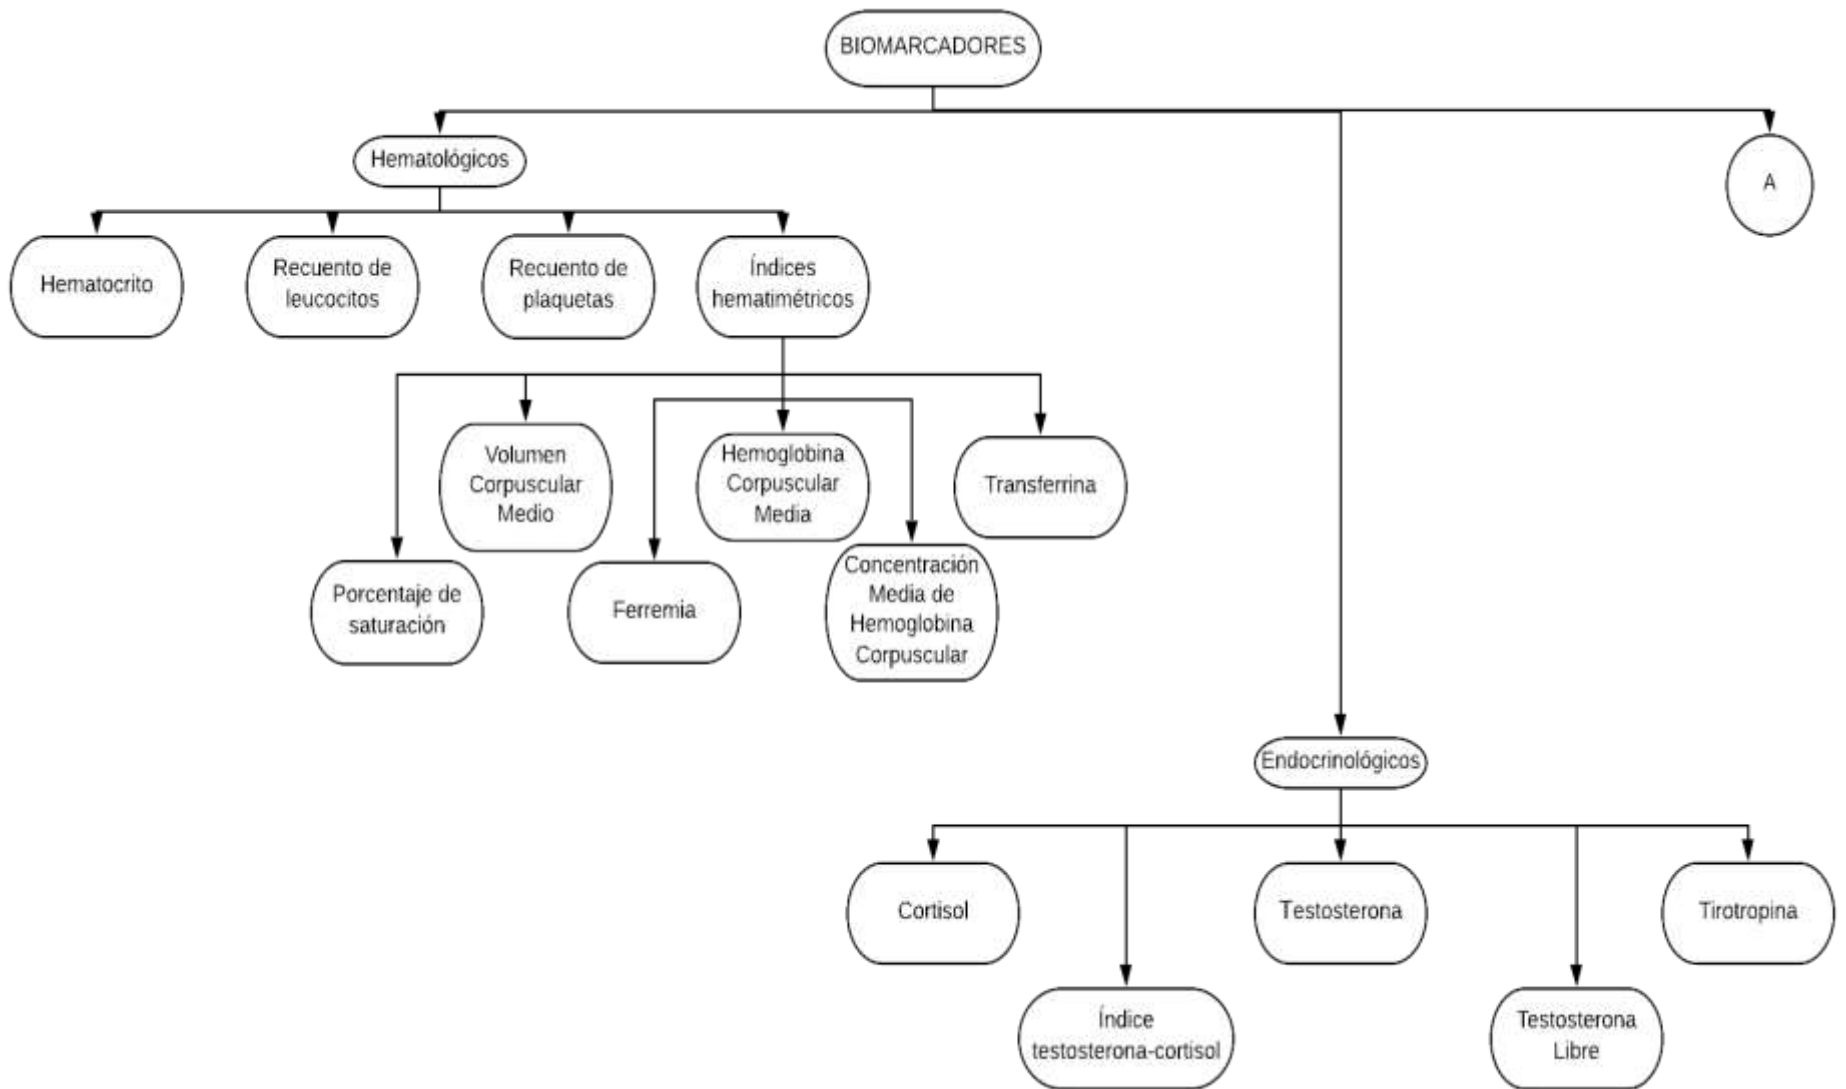 BIOMARCADORES
Hematológicos
A
Hematocrito
Recuento de
leucocitos
Recuento de
plaquetas
Índices
hematimétricos
Volumen
Corpuscular
Medio
Hemoglobina
Corpuscular
Media
Transferrina
Porcentaje de
saturación
Ferremia
Concentración
Media de
Hemoglobina
Corpuscular
Endocrinológicos
Cortisol
Testosterona
Tirotropina
Índice
testosterona-cortisol
Testosterona
Libre